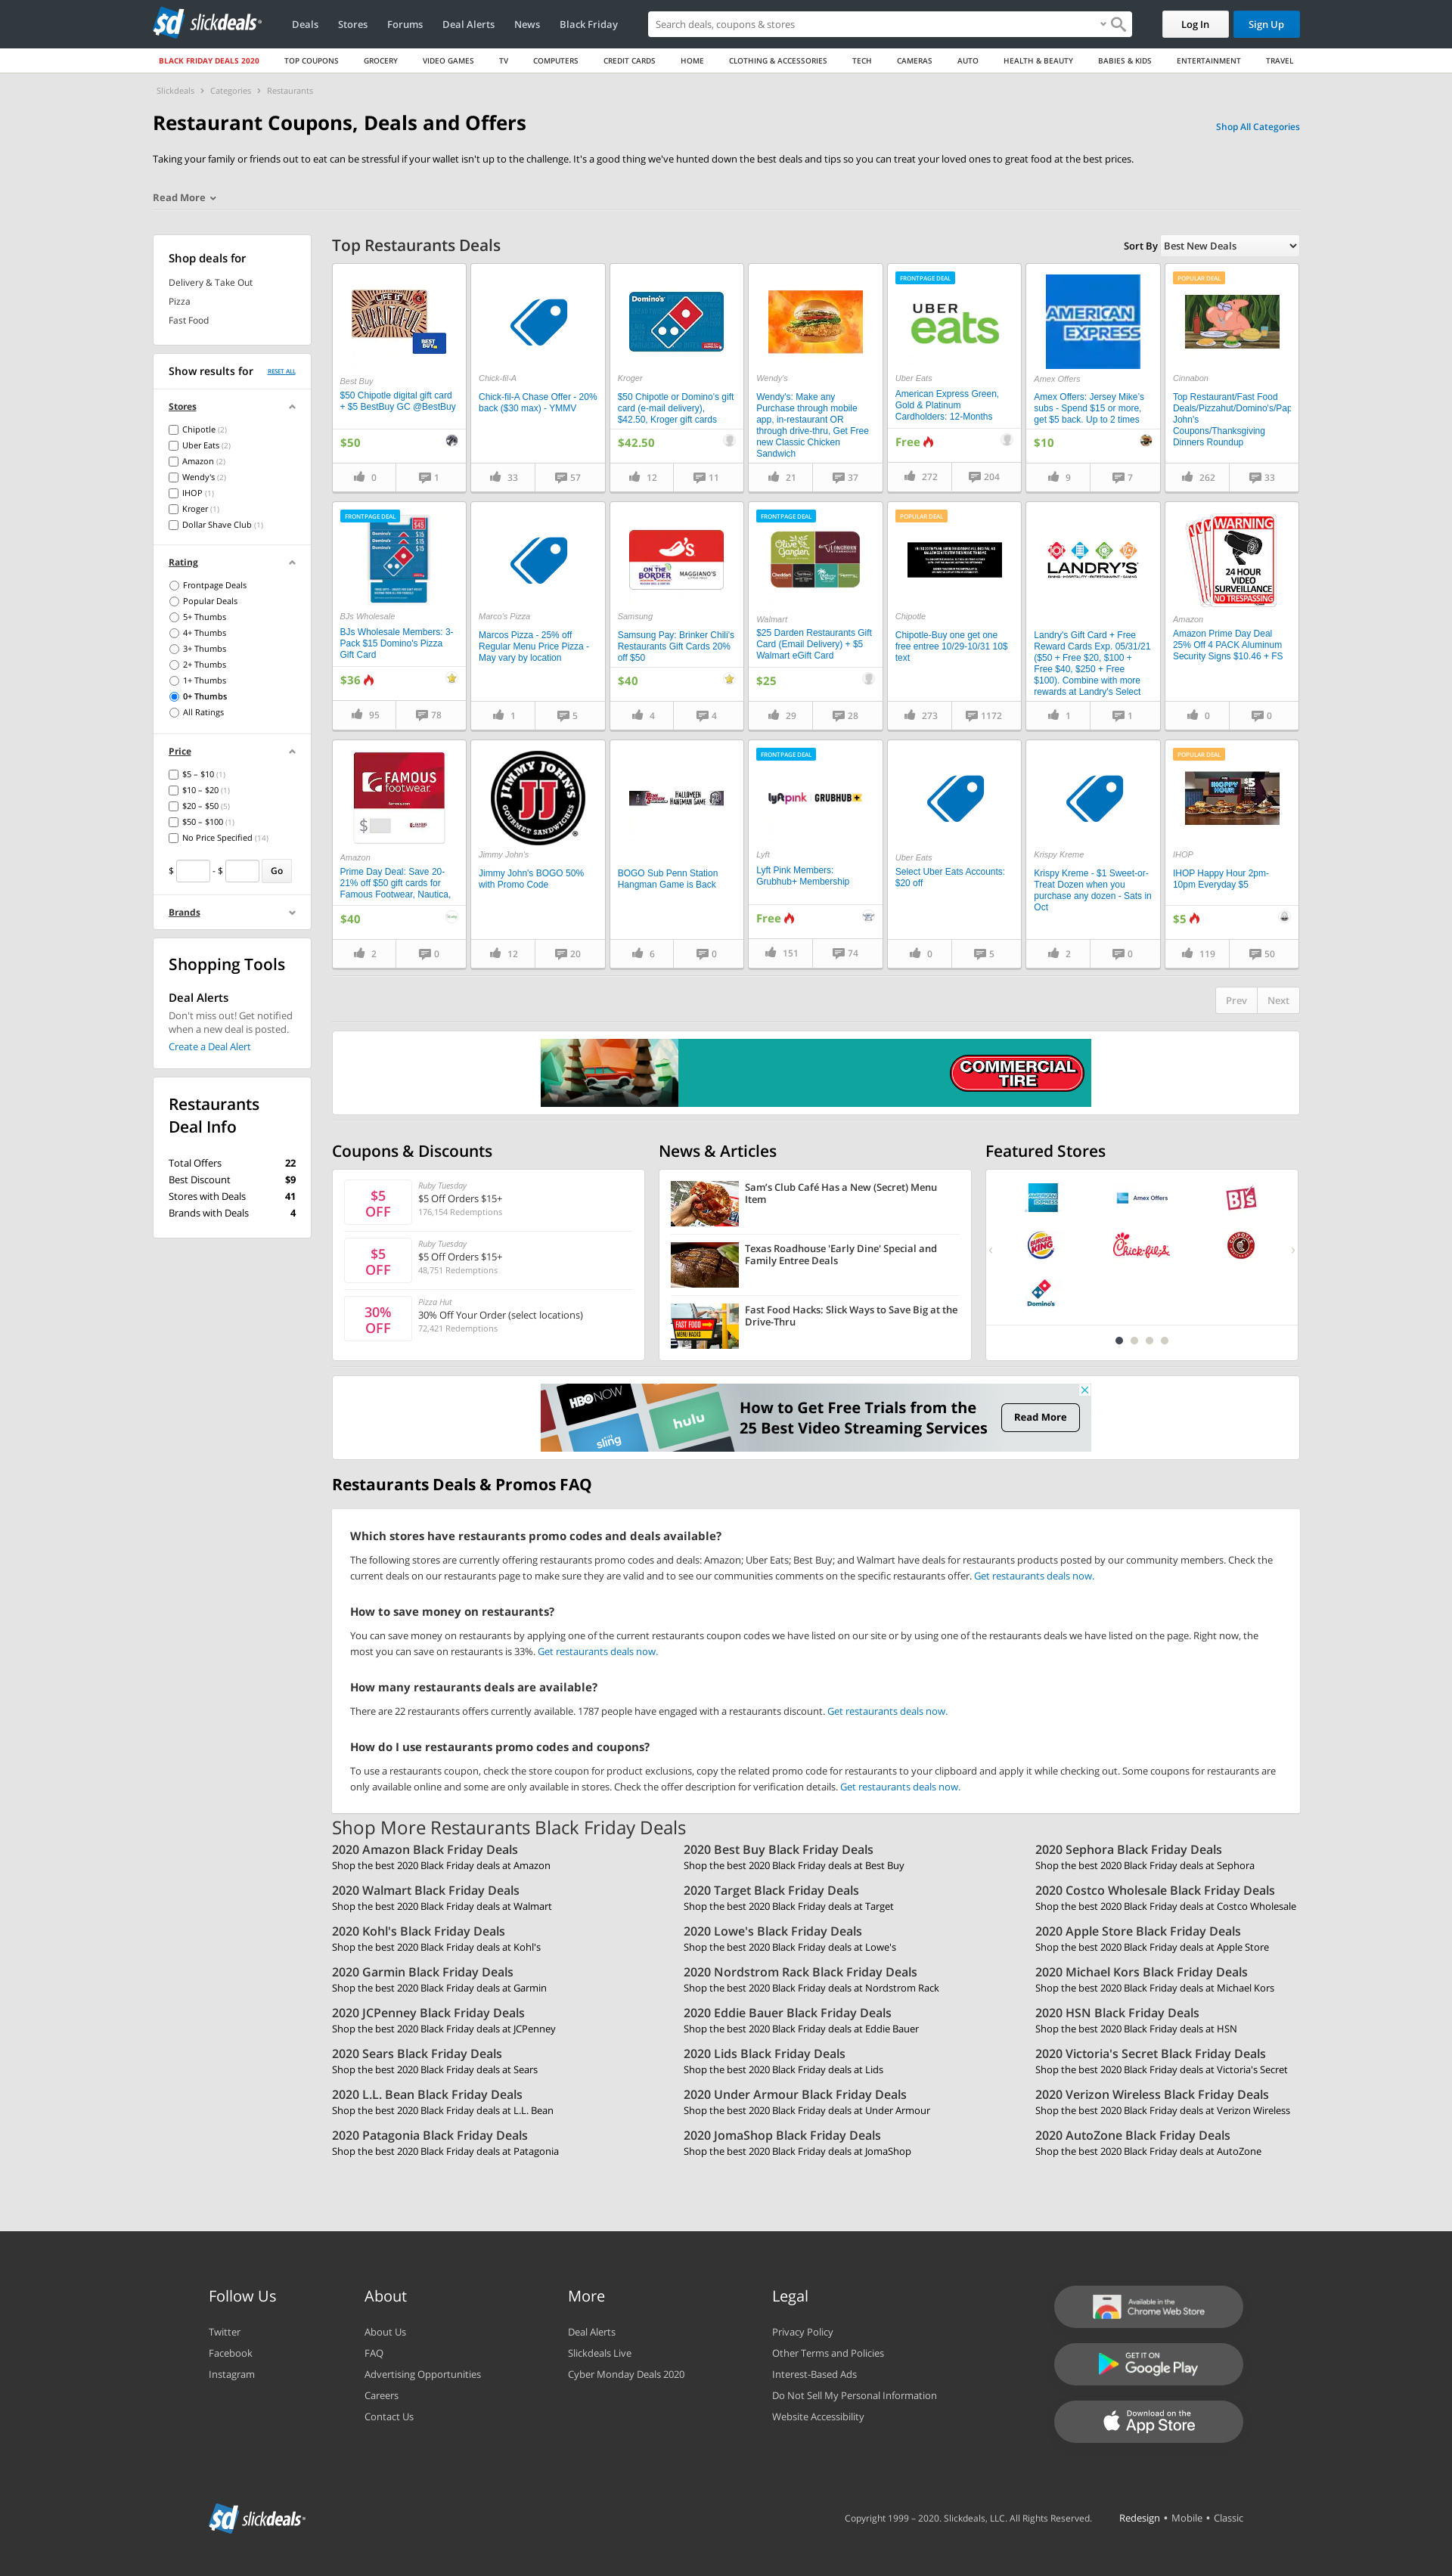 slickdeals
Deals
Stores
Forums
Deal Alerts
News
Black Friday
Search deals, coupons & stores
Log In
Sign Up
BLACK FRIDAY DEALS 2020
TOP COUPONS
GROCERY
VIDEO GAMES
TV
COMPUTERS
CREDIT CARDS
HOME
CLOTHING & ACCESSORIES
TECH
CAMERAS
AUTO
HEALTH & BEAUTY
BABIES & KIDS
ENTERTAINMENT
TRAVEL
Slickdeals > Categories > Restaurants
Restaurant Coupons, Deals and Offers
Shop All Categories
Taking your family or friends out to eat can be stressful if your wallet isn't up to the challenge. It's a good thing we've hunted down the best deals and tips so you can treat your loved ones to great food at the best prices.
Read More
Shop deals for
Delivery & Take Out
Pizza
Fast Food
Show results for
RESET ALL
Stores
Chipotle (2)
Uber Eats (2)
Amazon (2)
Wendy's (2)
IHOP (1)
Kroger (1)
Dollar Shave Club (1)
Rating
Frontpage Deals
Popular Deals
5+ Thumbs
4+ Thumbs
3+ Thumbs
2+ Thumbs
1+ Thumbs
0+ Thumbs
All Ratings
Price
$5 – $10 (1)
$10 – $20 (1)
$20 – $50 (5)
$50 – $100 (1)
No Price Specified (14)
$ - $ Go
Brands
Shopping Tools
Deal Alerts
Don't miss out! Get notified
when a new deal is posted.
Create a Deal Alert
Restaurants
Deal Info
Total Offers 22
Best Discount $9
Stores with Deals 41
Brands with Deals 4
Top Restaurants Deals
Sort By Best New Deals
BEST BUY
Best Buy
$50 Chipotle digital gift card
+ $5 BestBuy GC @BestBuy
$50
0 1
Chick-fil-A
Chick-fil-A Chase Offer - 20%
back ($30 max) - YMMV
33 57
Domino's
Kroger
$50 Chipotle or Domino's gift
card (e-mail delivery),
$42.50, Kroger gift cards
$42.50
12 11
Wendy's
Wendy's: Make any
Purchase through mobile
app, in-restaurant OR
through drive-thru, Get Free
new Classic Chicken
Sandwich
21 37
FRONTPAGE DEAL
UBER
eats
Uber Eats
American Express Green,
Gold & Platinum
Cardholders: 12-Months
Free
272 204
AMERICAN
EXPRESS
Amex Offers
Amex Offers: Jersey Mike's
subs - Spend $15 or more,
get $5 back. Up to 2 times
$10
9 7
POPULAR DEAL
Cinnabon
Top Restaurant/Fast Food
Deals/Pizzahut/Domino's/Pap
John's
Coupons/Thanksgiving
Dinners Roundup
262 33
FRONTPAGE DEAL
BJs Wholesale
BJs Wholesale Members: 3-
Pack $15 Domino's Pizza
Gift Card
$36
95 78
Marco's Pizza
Marcos Pizza - 25% off
Regular Menu Price Pizza -
May vary by location
1 5
ON THE
BORDER
MAGGIANO'S
Samsung
Samsung Pay: Brinker Chili's
Restaurants Gift Cards 20%
off $50
$40
4 4
FRONTPAGE DEAL
Olive Garden
Walmart
$25 Darden Restaurants Gift
Card (Email Delivery) + $5
Walmart eGift Card
$25
29 28
POPULAR DEAL
Chipotle
Chipotle-Buy one get one
free entree 10/29-10/31 10$
text
273 1172
LANDRY'S
Landry's Gift Card + Free
Reward Cards Exp. 05/31/21
($50 + Free $20, $100 +
Free $40, $250 + Free
$100). Combine with more
rewards at Landry's Select
1 1
WARNING
24 HOUR
VIDEO
SURVEILLANCE
NO TRESPASSING
Amazon
Amazon Prime Day Deal
25% Off 4 PACK Aluminum
Security Signs $10.46 + FS
0 0
FAMOUS
footwear
Amazon
Prime Day Deal: Save 20-
21% off $50 gift cards for
Famous Footwear, Nautica,
$40
2 0
JIMMY JOHN'S
JJ
GOURMET SANDWICHES
Jimmy John's
Jimmy John's BOGO 50%
with Promo Code
12 20
HALLOWEEN
HANGMAN GAME
BOGO Sub Penn Station
Hangman Game is Back
6 0
FRONTPAGE DEAL
lyft pink GRUBHUB+
Lyft
Lyft Pink Members:
Grubhub+ Membership
Free
151 74
Uber Eats
Select Uber Eats Accounts:
$20 off
0 5
Krispy Kreme
Krispy Kreme - $1 Sweet-or-
Treat Dozen when you
purchase any dozen - Sats in
Oct
2 0
POPULAR DEAL
IHOP
IHOP Happy Hour 2pm-
10pm Everyday $5
$5
119 50
Prev
Next
COMMERCIAL
TIRE
Coupons & Discounts
$5
OFF
Ruby Tuesday
$5 Off Orders $15+
176,154 Redemptions
$5
OFF
Ruby Tuesday
$5 Off Orders $15+
48,751 Redemptions
30%
OFF
Pizza Hut
30% Off Your Order (select locations)
72,421 Redemptions
News & Articles
Sam's Club Café Has a New (Secret) Menu
Item
Texas Roadhouse 'Early Dine' Special and
Family Entree Deals
FAST FOOD
MENU HACKS
Fast Food Hacks: Slick Ways to Save Big at the
Drive-Thru
Featured Stores
AMERICAN EXPRESS
Amex Offers
BJ's
BURGER KING
Chick-fil-A
CHIPOTLE
Domino's
HBO NOW
sling
hulu
How to Get Free Trials from the
25 Best Video Streaming Services
Read More
Restaurants Deals & Promos FAQ
Which stores have restaurants promo codes and deals available?
The following stores are currently offering restaurants promo codes and deals: Amazon; Uber Eats; Best Buy; and Walmart have deals for restaurants products posted by our community members. Check the
current deals on our restaurants page to make sure they are valid and to see our communities comments on the specific restaurants offer. Get restaurants deals now.
How to save money on restaurants?
You can save money on restaurants by applying one of the current restaurants coupon codes we have listed on our site or by using one of the restaurants deals we have listed on the page. Right now, the
most you can save on restaurants is 33%. Get restaurants deals now.
How many restaurants deals are available?
There are 22 restaurants offers currently available. 1787 people have engaged with a restaurants discount. Get restaurants deals now.
How do I use restaurants promo codes and coupons?
To use a restaurants coupon, check the store coupon for product exclusions, copy the related promo code for restaurants to your clipboard and apply it while checking out. Some coupons for restaurants are
only available online and some are only available in stores. Check the offer description for verification details. Get restaurants deals now.
Shop More Restaurants Black Friday Deals
2020 Amazon Black Friday Deals
Shop the best 2020 Black Friday deals at Amazon
2020 Best Buy Black Friday Deals
Shop the best 2020 Black Friday deals at Best Buy
2020 Sephora Black Friday Deals
Shop the best 2020 Black Friday deals at Sephora
2020 Walmart Black Friday Deals
Shop the best 2020 Black Friday deals at Walmart
2020 Target Black Friday Deals
Shop the best 2020 Black Friday deals at Target
2020 Costco Wholesale Black Friday Deals
Shop the best 2020 Black Friday deals at Costco Wholesale
2020 Kohl's Black Friday Deals
Shop the best 2020 Black Friday deals at Kohl's
2020 Lowe's Black Friday Deals
Shop the best 2020 Black Friday deals at Lowe's
2020 Apple Store Black Friday Deals
Shop the best 2020 Black Friday deals at Apple Store
2020 Garmin Black Friday Deals
Shop the best 2020 Black Friday deals at Garmin
2020 Nordstrom Rack Black Friday Deals
Shop the best 2020 Black Friday deals at Nordstrom Rack
2020 Michael Kors Black Friday Deals
Shop the best 2020 Black Friday deals at Michael Kors
2020 JCPenney Black Friday Deals
Shop the best 2020 Black Friday deals at JCPenney
2020 Eddie Bauer Black Friday Deals
Shop the best 2020 Black Friday deals at Eddie Bauer
2020 HSN Black Friday Deals
Shop the best 2020 Black Friday deals at HSN
2020 Sears Black Friday Deals
Shop the best 2020 Black Friday deals at Sears
2020 Lids Black Friday Deals
Shop the best 2020 Black Friday deals at Lids
2020 Victoria's Secret Black Friday Deals
Shop the best 2020 Black Friday deals at Victoria's Secret
2020 L.L. Bean Black Friday Deals
Shop the best 2020 Black Friday deals at L.L. Bean
2020 Under Armour Black Friday Deals
Shop the best 2020 Black Friday deals at Under Armour
2020 Verizon Wireless Black Friday Deals
Shop the best 2020 Black Friday deals at Verizon Wireless
2020 Patagonia Black Friday Deals
Shop the best 2020 Black Friday deals at Patagonia
2020 JomaShop Black Friday Deals
Shop the best 2020 Black Friday deals at JomaShop
2020 AutoZone Black Friday Deals
Shop the best 2020 Black Friday deals at AutoZone
Follow Us
Twitter
Facebook
Instagram
About
About Us
FAQ
Advertising Opportunities
Careers
Contact Us
More
Deal Alerts
Slickdeals Live
Cyber Monday Deals 2020
Legal
Privacy Policy
Other Terms and Policies
Interest-Based Ads
Do Not Sell My Personal Information
Website Accessibility
Available in the
Chrome Web Store
GET IT ON
Google Play
Download on the
App Store
slickdeals
Copyright 1999 – 2020. Slickdeals, LLC. All Rights Reserved.
Redesign • Mobile • Classic